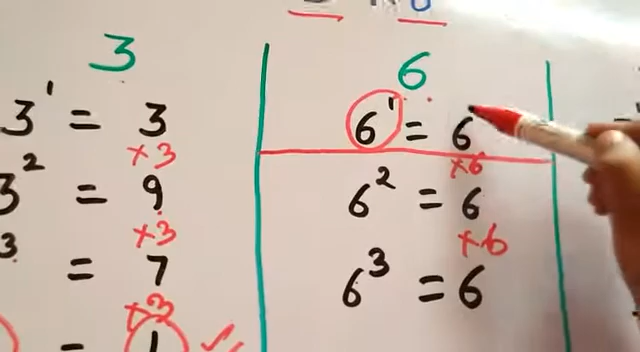 3
3¹ = 3
×3
3² = 9
×3
3 = 7
×3
= 1
6
6¹ = 6
×6
6² = 6
×6
6³ = 6